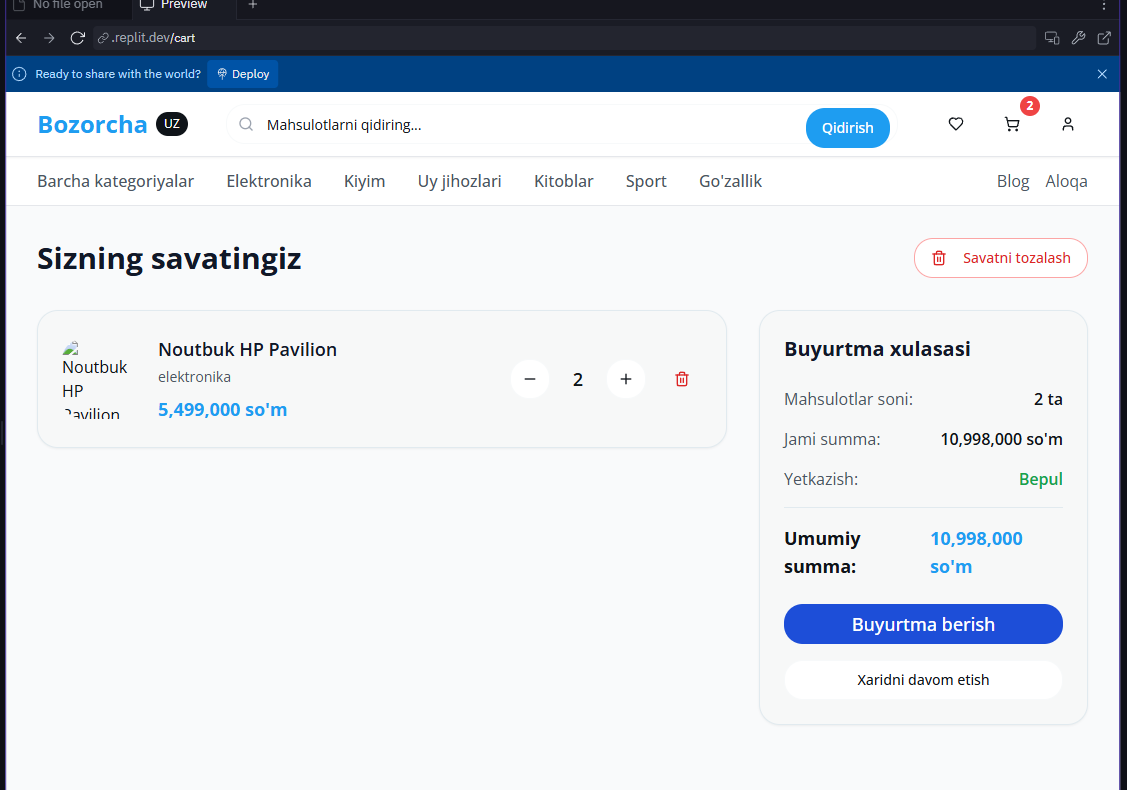 No file open
Preview
.replit.dev/cart
Ready to share with the world?
Deploy
Bozorcha
UZ
Mahsulotlarni qidiring...
Qidirish
2
Barcha kategoriyalar
Elektronika
Kiyim
Uy jihozlari
Kitoblar
Sport
Go'zallik
Blog
Aloqa
Sizning savatingiz
Savatni tozalash
Noutbuk
HP
Pavilion
Noutbuk HP Pavilion
elektronika
5,499,000 so'm
2
Buyurtma xulasasi
Mahsulotlar soni: 2 ta
Jami summa: 10,998,000 so'm
Yetkazish: Bepul
Umumiy
summa:
10,998,000
so'm
Buyurtma berish
Xaridni davom etish